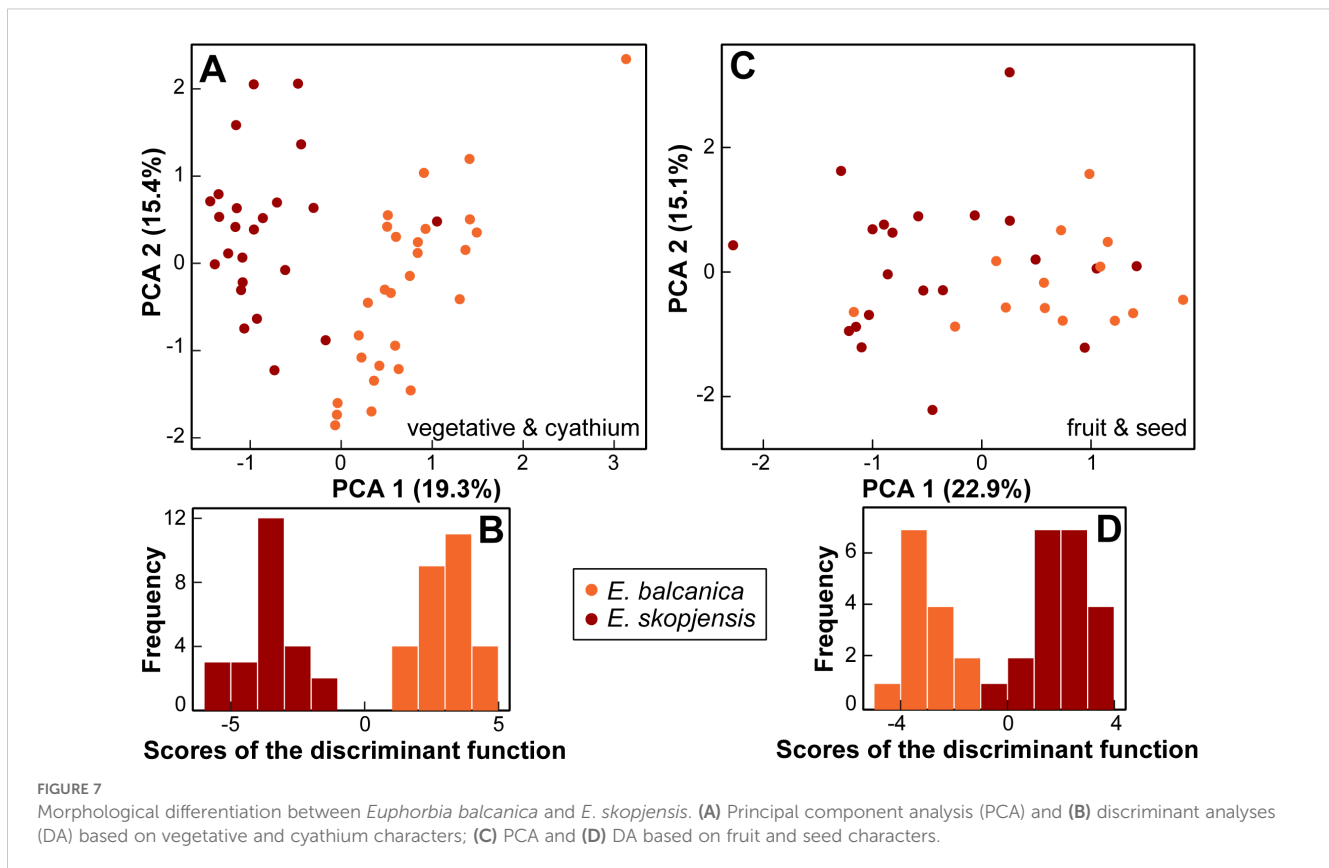 A
2
1
0
-1
-2
PCA 2 (15.4%)
vegetative & cyathium
-1
0
1
2
3
PCA 1 (19.3%)
C
2
0
-2
PCA 2 (15.1%)
fruit & seed
-2
-1
0
1
PCA 1 (22.9%)
B
12
8
4
0
Frequency
-5
0
5
Scores of the discriminant function
E. balcanica
E. skopjensis
D
6
4
2
0
Frequency
-4
0
4
Scores of the discriminant function
FIGURE 7
Morphological differentiation between Euphorbia balcanica and E. skopjensis. (A) Principal component analysis (PCA) and (B) discriminant analyses
(DA) based on vegetative and cyathium characters; (C) PCA and (D) DA based on fruit and seed characters.